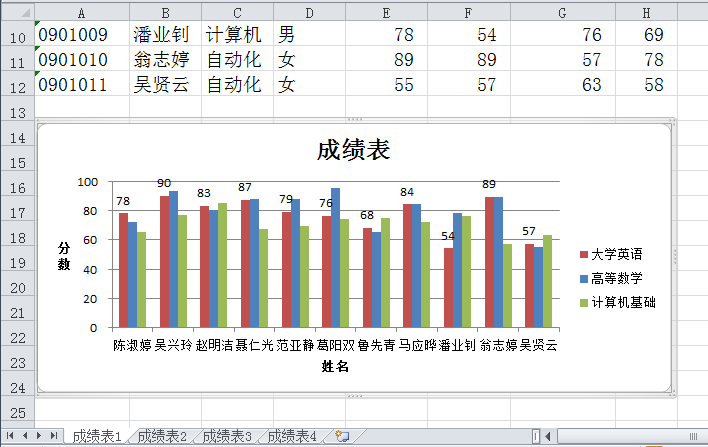 A B C D E F G H
10 0901009 潘业钊 计算机 男 78 54 76 69
11 0901010 翁志婷 自动化 女 89 89 57 78
12 0901011 吴贤云 自动化 女 55 57 63 58
13
14
15
16
17
18
19
20
21
22
23
24
25
成绩表
100
80
60
40
20
0
分数
78 90 83 87 79 76 68 84 54 89 57
大学英语
高等数学
计算机基础
陈淑婷 吴兴玲 赵明洁 聂仁光 范亚静 葛阳双 鲁先青 马应晔 潘业钊 翁志婷 吴贤云
姓名
成绩表1 成绩表2 成绩表3 成绩表4